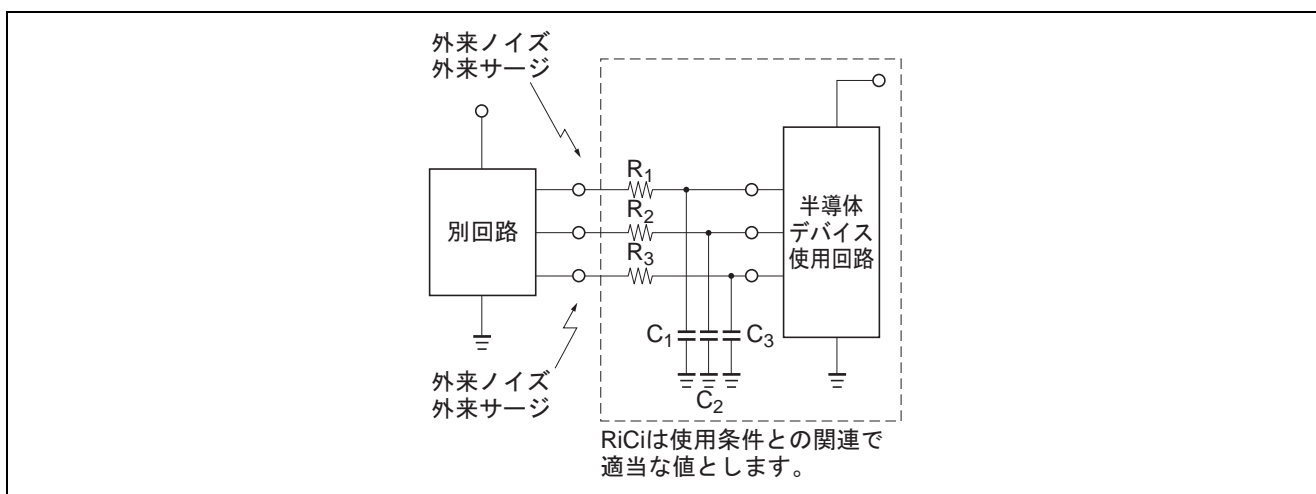 外来ノイズ
外来サージ
R1
R2
R3
別回路
半導体
デバイス
使用回路
C1
C3
C2
外来ノイズ
外来サージ
RiCiは使用条件との関連で
適当な値とします。